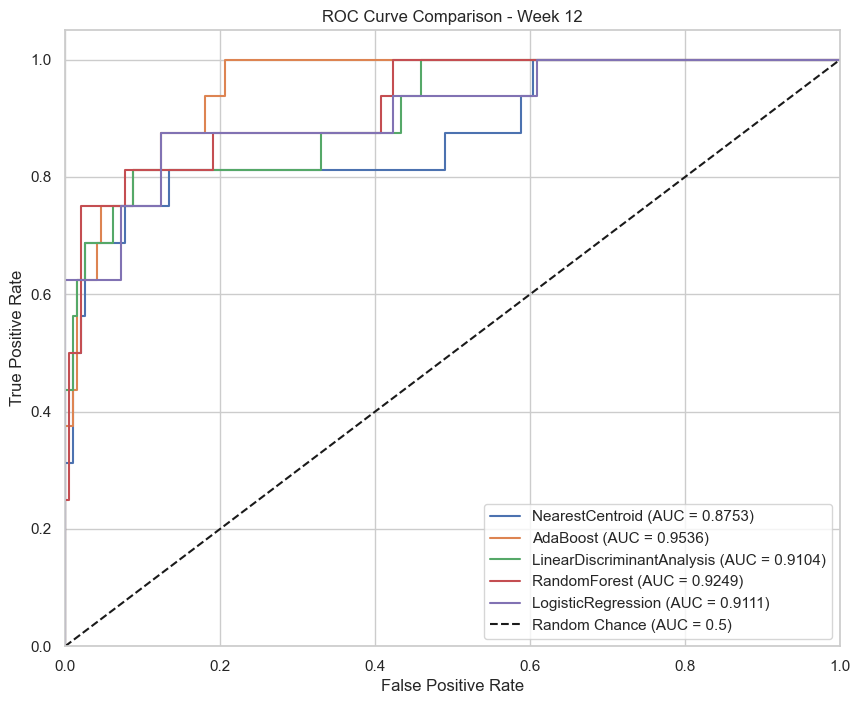 ROC Curve Comparison - Week 12
True Positive Rate
1.0
0.8
0.6
0.4
0.2
0.0
0.0 0.2 0.4 0.6 0.8 1.0
False Positive Rate
NearestCentroid (AUC = 0.8753)
AdaBoost (AUC = 0.9536)
LinearDiscriminantAnalysis (AUC = 0.9104)
RandomForest (AUC = 0.9249)
LogisticRegression (AUC = 0.9111)
Random Chance (AUC = 0.5)